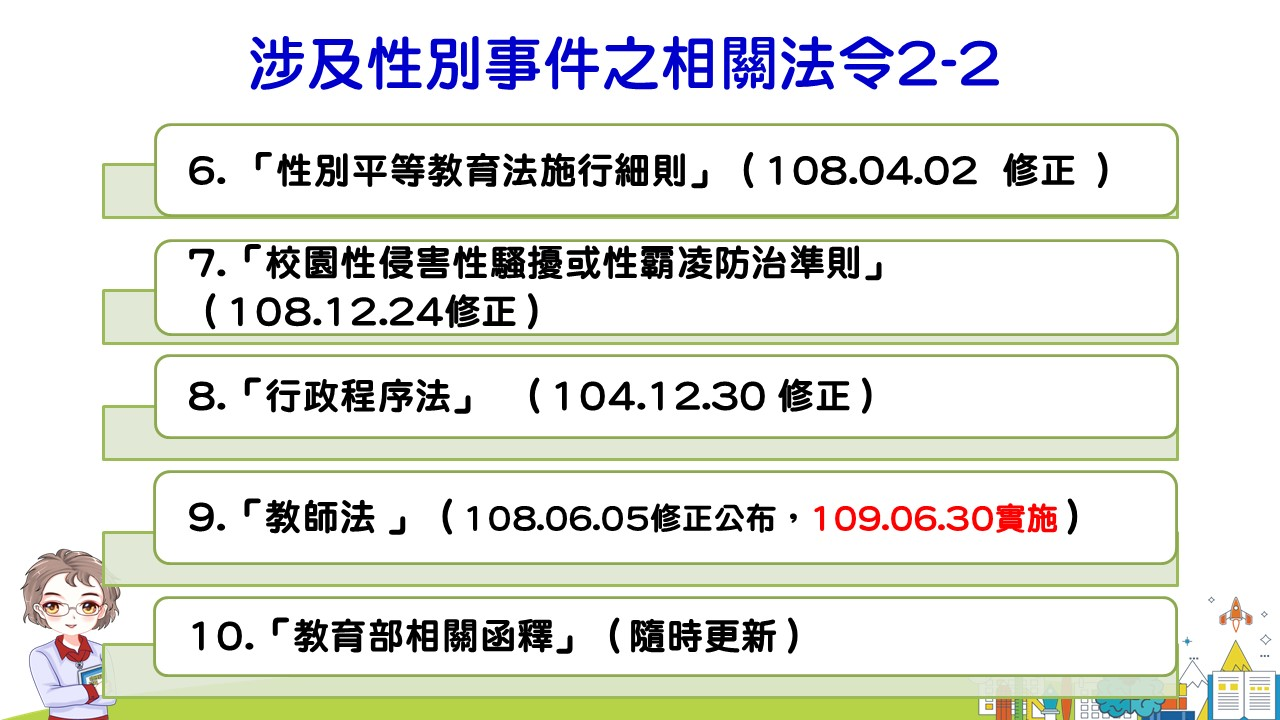 涉及性別事件之相關法令2-2
6. 「性別平等教育法施行細則」（108.04.02 修正 ）
7.「校園性侵害性騷擾或性霸凌防治準則」
（108.12.24修正）
8.「行政程序法」 （104.12.30 修正）
9.「教師法 」（108.06.05修正公布，109.06.30實施）
10.「教育部相關函釋」（隨時更新）